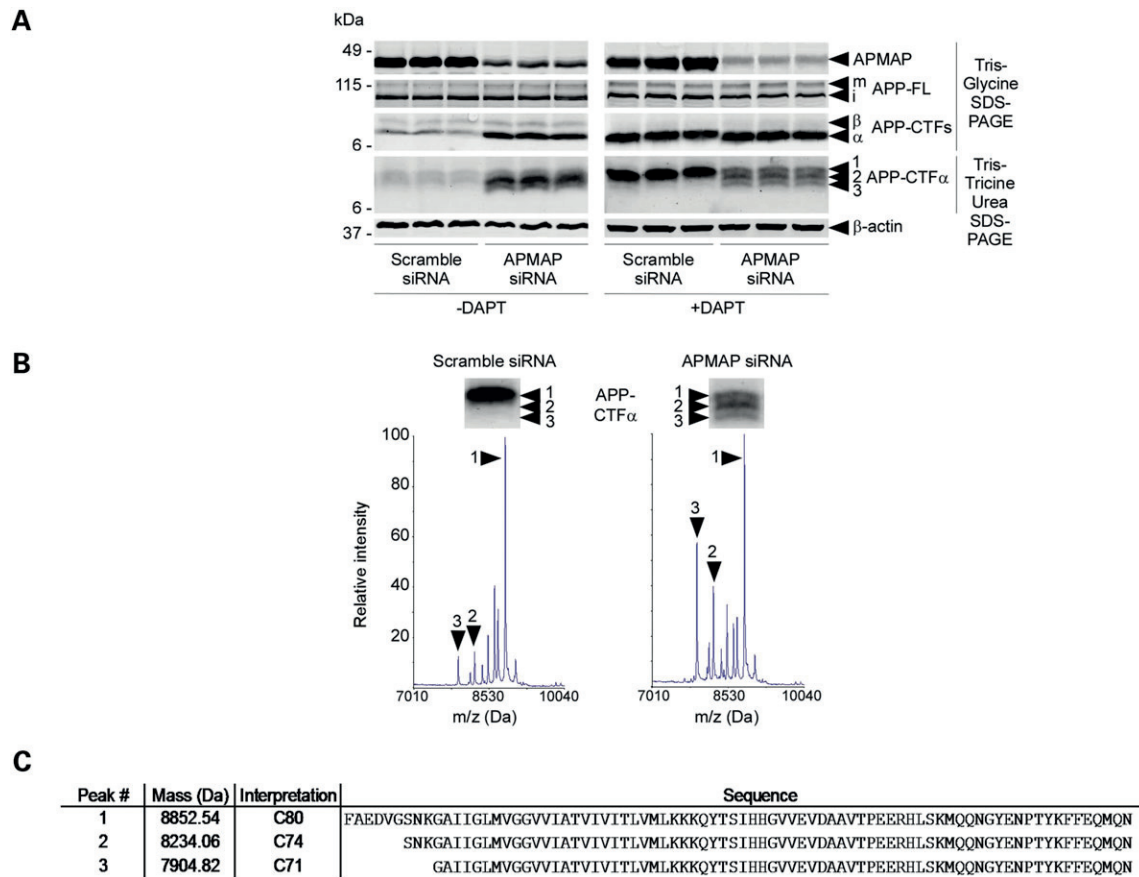 A
kDa
49 -
115 -
6 -
6 -
37 -
APMAP
m
i
APP-FL
β
α
APP-CTFs
1
2
3
APP-CTFα
β-actin
Tris-
Glycine
SDS-
PAGE
Tris-
Tricine
Urea
SDS-
PAGE
Scramble
siRNA
APMAP
siRNA
Scramble
siRNA
APMAP
siRNA
-DAPT
+DAPT
B
Scramble siRNA
APMAP siRNA
1
2
3
APP-
CTFα
1
2
3
Relative intensity
100
80
60
40
20
1
3
2
7010 8530 10040
m/z (Da)
1
3
2
7010 8530 10040
m/z (Da)
C
Peak # Mass (Da) Interpretation Sequence
1 8852.54 C80 FAEDVGSNKGAIIGLMVGGVVIATVIVITLVMLKKKQYTSIHHGVVEVDAAVTPEERHLSKMQQNGYENPTYKFFEQMQN
2 8234.06 C74 SNKGAIIGLMVGGVVIATVIVITLVMLKKKQYTSIHHGVVEVDAAVTPEERHLSKMQQNGYENPTYKFFEQMQN
3 7904.82 C71 GAIIGLMVGGVVIATVIVITLVMLKKKQYTSIHHGVVEVDAAVTPEERHLSKMQQNGYENPTYKFFEQMQN